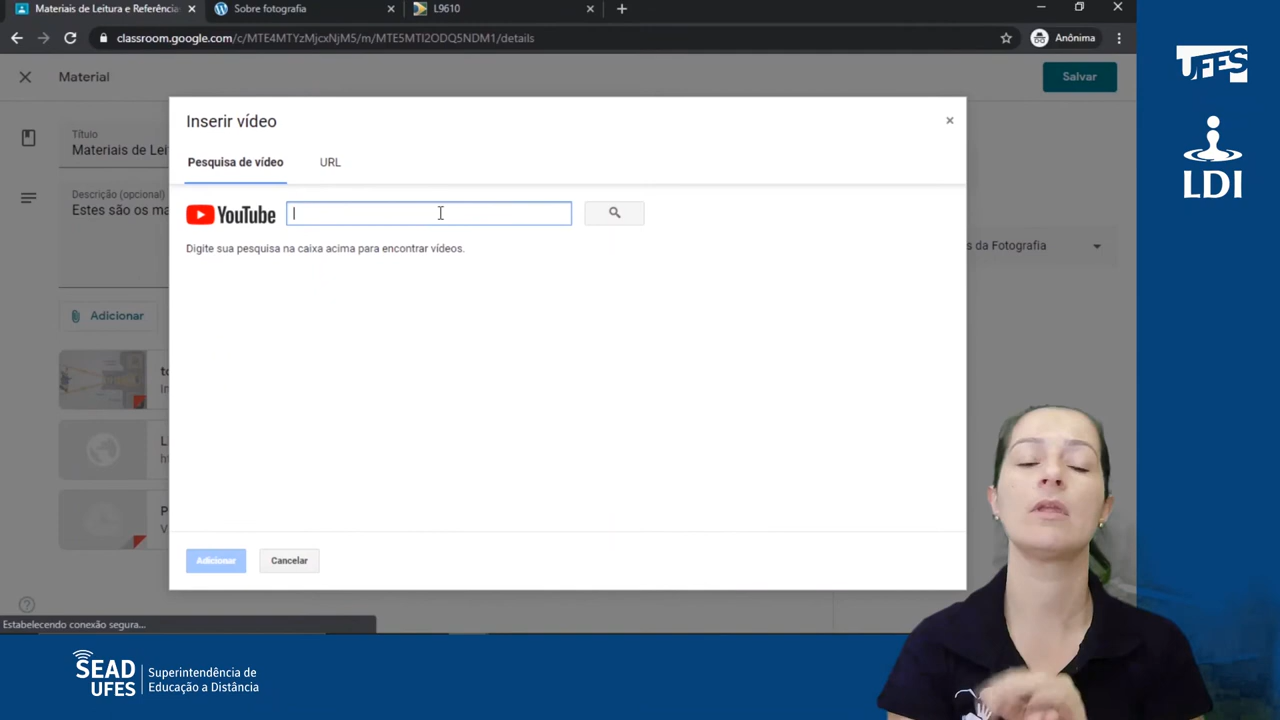 Materiais de Leitura e Referência
Sobre fotografia
L9610
classroom.google.com/c/MTE4MTYzMjcxNjM5/m/MTE5MTI2ODQ5NDM1/details
Anônima
Material
Salvar
Título
Materiais de Lei
Descrição (opcional)
Estes são os ma
Adicionar
to
In
L
h
P
V
s da Fotografia
Inserir vídeo
Pesquisa de vídeo
URL
YouTube
Digite sua pesquisa na caixa acima para encontrar vídeos.
Adicionar
Cancelar
Estabelecendo conexão segura...
UFES
LDI
SEAD
UFES
Superintendência de
Educação a Distância